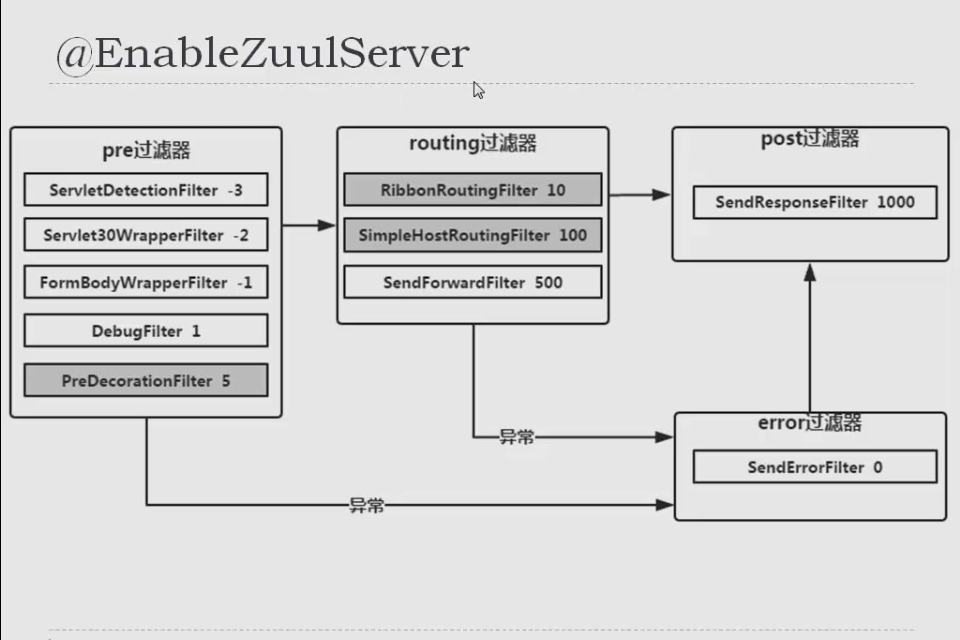 @EnableZuulServer
pre过滤器
ServletDetectionFilter -3
Servlet30WrapperFilter -2
FormBodyWrapperFilter -1
DebugFilter 1
PreDecorationFilter 5
routing过滤器
RibbonRoutingFilter 10
SimpleHostRoutingFilter 100
SendForwardFilter 500
post过滤器
SendResponseFilter 1000
异常
error过滤器
SendErrorFilter 0
异常